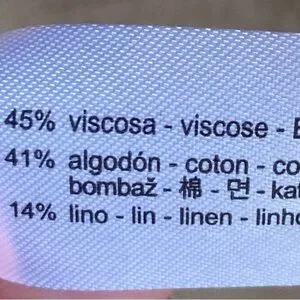 45% viscosa - viscose -
41% algodón - coton - co
bombaž - 棉 - 면 - kat
14% lino - lin - linen - linho